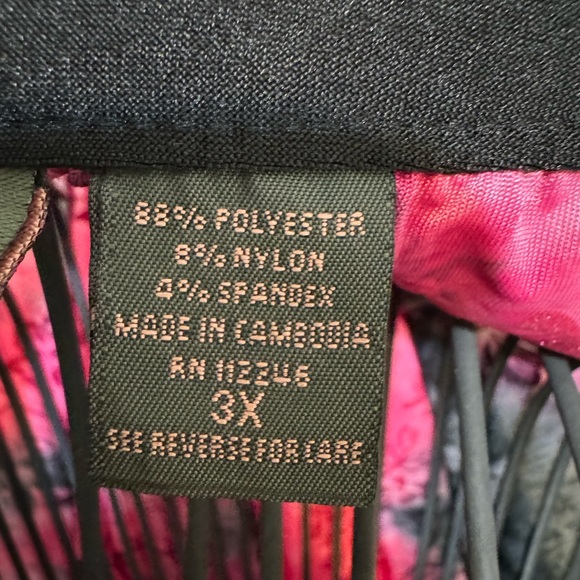 88% POLYESTER
8% NYLON
4% SPANDEX
MADE IN CAMBODIA
RN 112246
3X
SEE REVERSE FOR CARE